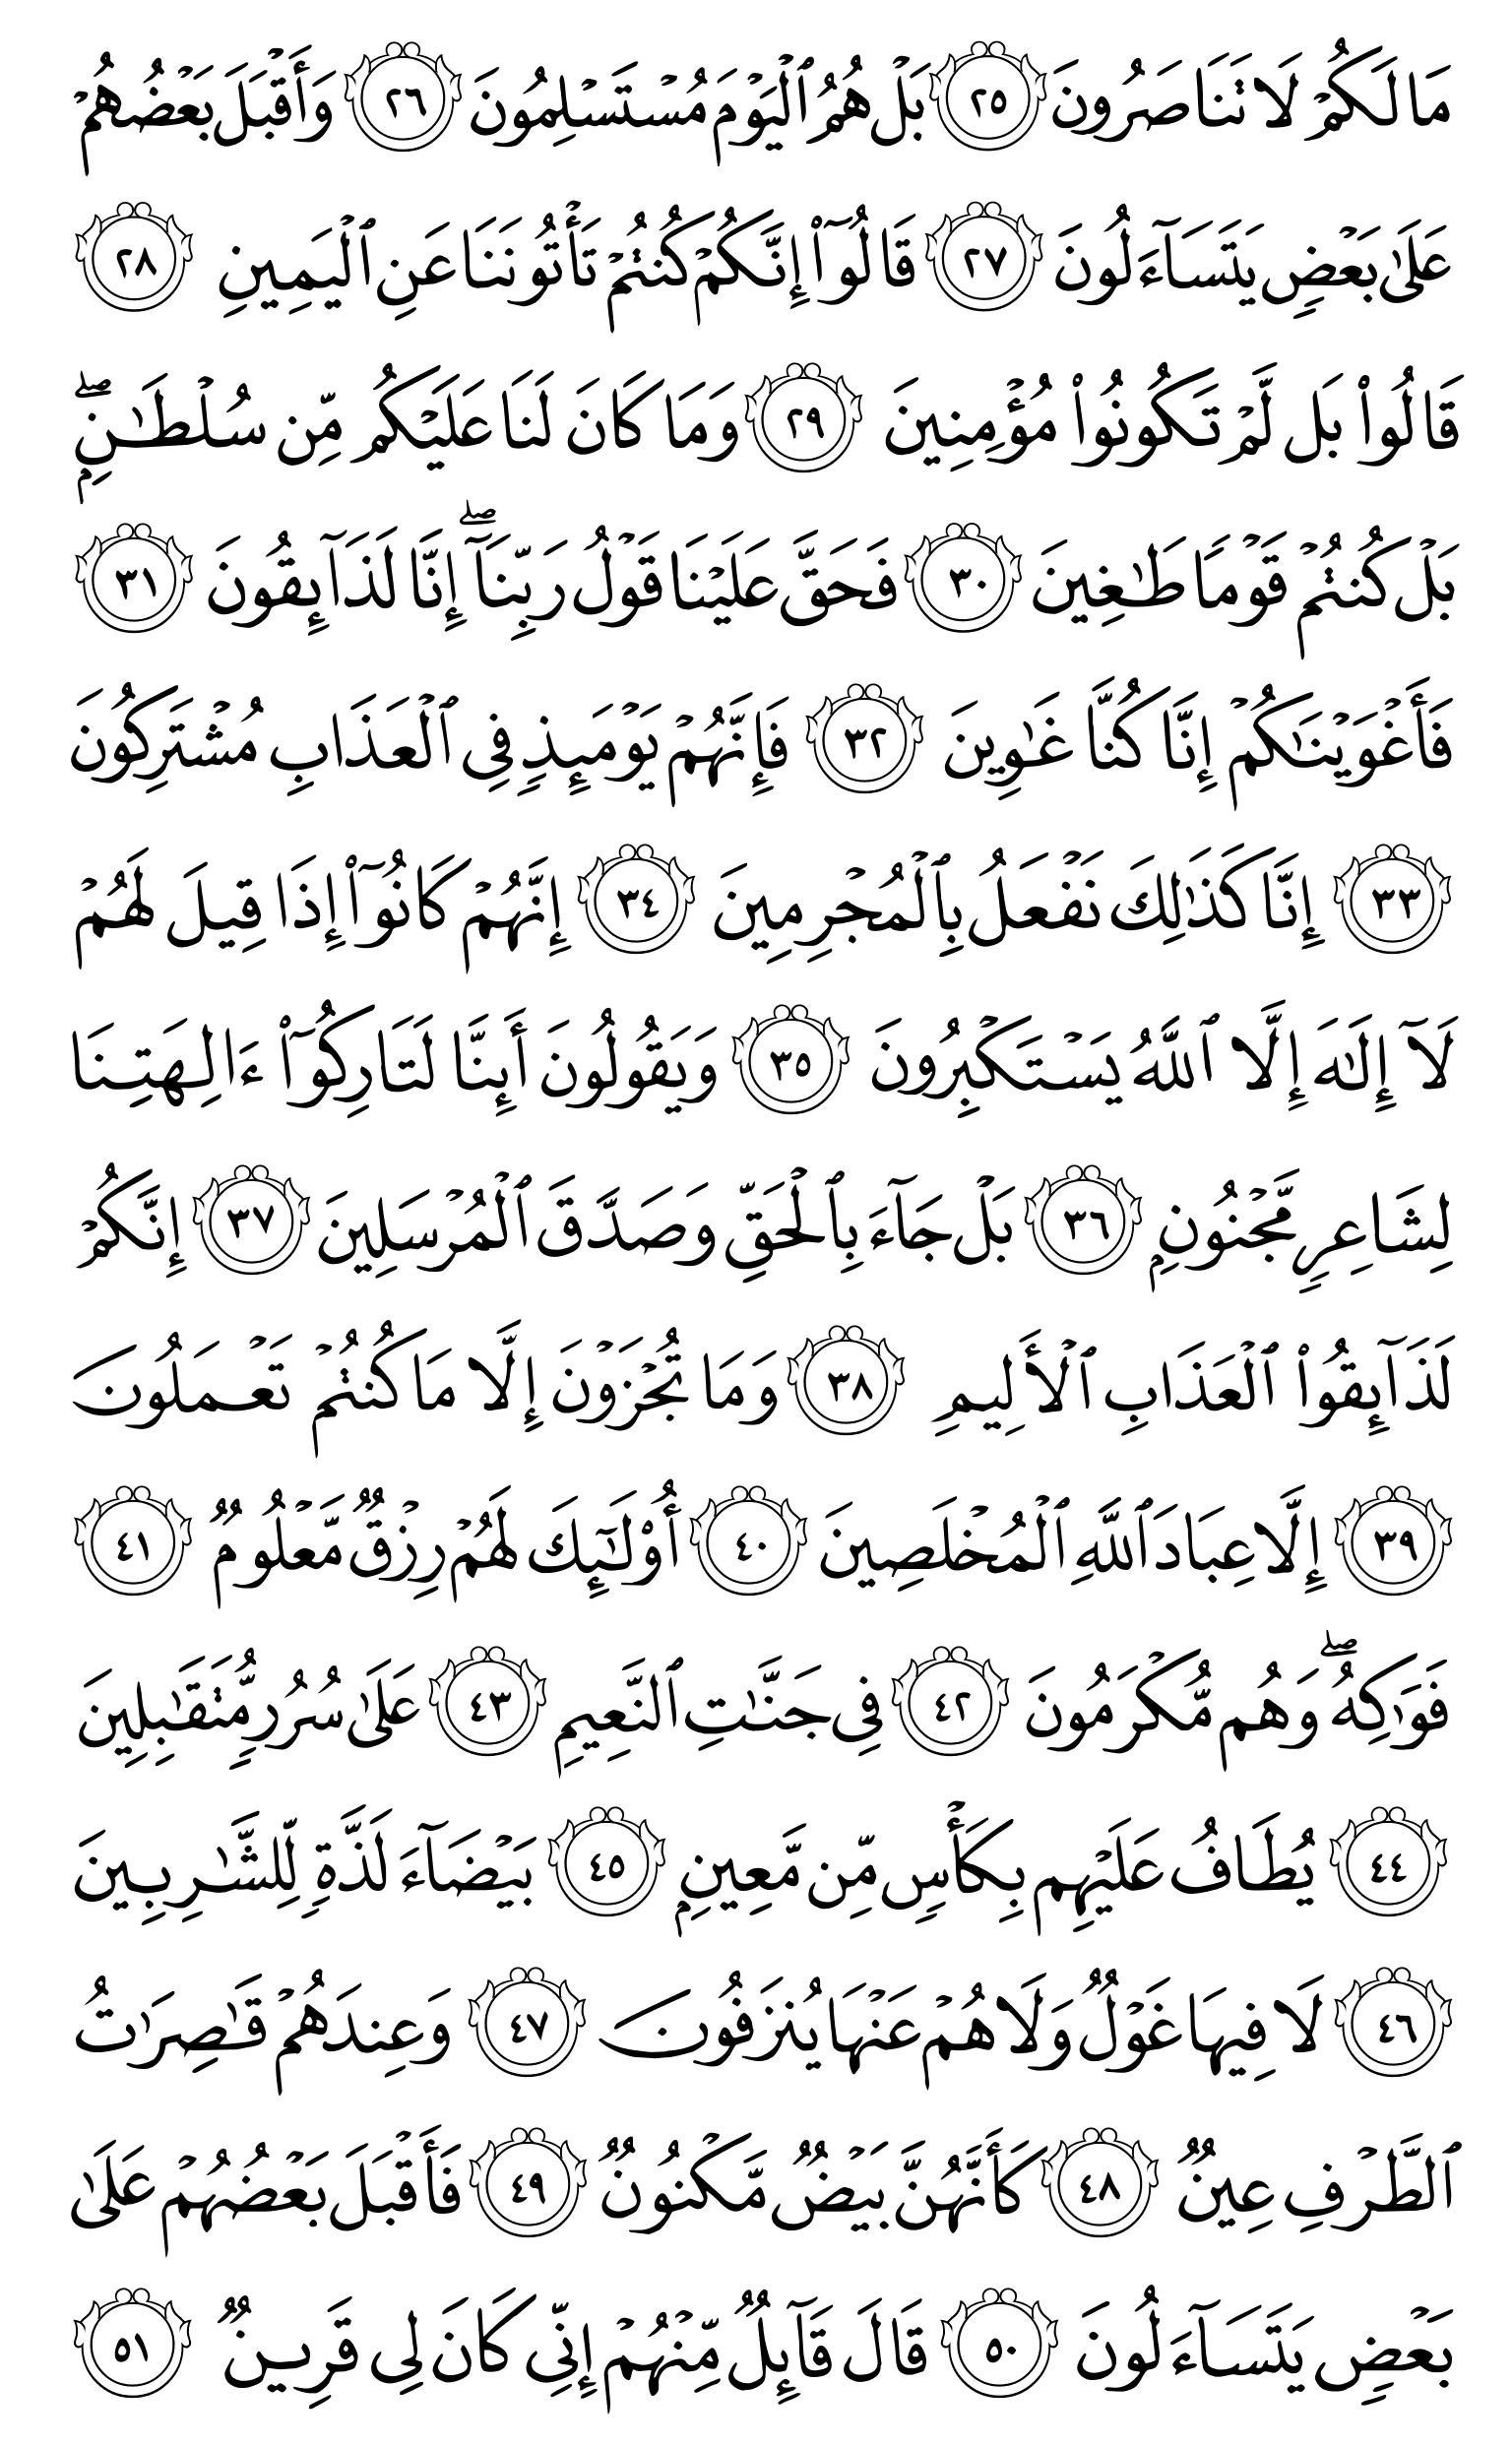 مَا لَكُمْ لَا تَنَاصَرُونَ ٢٥ بَلْ هُمُ ٱلْيَوْمَ مُسْتَسْلِمُونَ ٢٦ وَأَقْبَلَ بَعْضُهُمْ
عَلَىٰ بَعْضٍ يَتَسَآءَلُونَ ٢٧ قَالُوٓا۟ إِنَّكُمْ كُنتُمْ تَأْتُونَنَا عَنِ ٱلْيَمِينِ ٢٨
قَالُوا۟ بَل لَّمْ تَكُونُوا۟ مُؤْمِنِينَ ٢٩ وَمَا كَانَ لَنَا عَلَيْكُم مِّن سُلْطَـٰنٍۭ ۖ
بَلْ كُنتُمْ قَوْمًا طَـٰغِينَ ٣٠ فَحَقَّ عَلَيْنَا قَوْلُ رَبِّنَآ ۖ إِنَّا لَذَآئِقُونَ ٣١
فَأَغْوَيْنَـٰكُمْ إِنَّا كُنَّا غَـٰوِينَ ٣٢ فَإِنَّهُمْ يَوْمَئِذٍ فِى ٱلْعَذَابِ مُشْتَرِكُونَ
٣٣ إِنَّا كَذَٰلِكَ نَفْعَلُ بِٱلْمُجْرِمِينَ ٣٤ إِنَّهُمْ كَانُوٓا۟ إِذَا قِيلَ لَهُمْ
لَآ إِلَـٰهَ إِلَّا ٱللَّهُ يَسْتَكْبِرُونَ ٣٥ وَيَقُولُونَ أَئِنَّا لَتَارِكُوٓا۟ ءَالِهَتِنَا
لِشَاعِرٍ مَّجْنُونٍۭ ٣٦ بَلْ جَآءَ بِٱلْحَقِّ وَصَدَّقَ ٱلْمُرْسَلِينَ ٣٧ إِنَّكُمْ
لَذَآئِقُوا۟ ٱلْعَذَابِ ٱلْأَلِيمِ ٣٨ وَمَا تُجْزَوْنَ إِلَّا مَا كُنتُمْ تَعْمَلُونَ
٣٩ إِلَّا عِبَادَ ٱللَّهِ ٱلْمُخْلَصِينَ ٤٠ أُو۟لَـٰٓئِكَ لَهُمْ رِزْقٌ مَّعْلُومٌ ٤١
فَوَٰكِهُ ۖ وَهُم مُّكْرَمُونَ ٤٢ فِى جَنَّـٰتِ ٱلنَّعِيمِ ٤٣ عَلَىٰ سُرُرٍ مُّتَقَـٰبِلِينَ
٤٤ يُطَافُ عَلَيْهِم بِكَأْسٍ مِّن مَّعِينٍۭ ٤٥ بَيْضَآءَ لَذَّةٍ لِّلشَّـٰرِبِينَ
٤٦ لَا فِيهَا غَوْلٌ وَلَا هُمْ عَنْهَا يُنزَفُونَ ٤٧ وَعِندَهُمْ قَـٰصِرَٰتُ
ٱلطَّرْفِ عِينٌ ٤٨ كَأَنَّهُنَّ بَيْضٌ مَّكْنُونٌ ٤٩ فَأَقْبَلَ بَعْضُهُمْ عَلَىٰ
بَعْضٍ يَتَسَآءَلُونَ ٥٠ قَالَ قَآئِلٌ مِّنْهُمْ إِنِّى كَانَ لِى قَرِينٌ ٥١